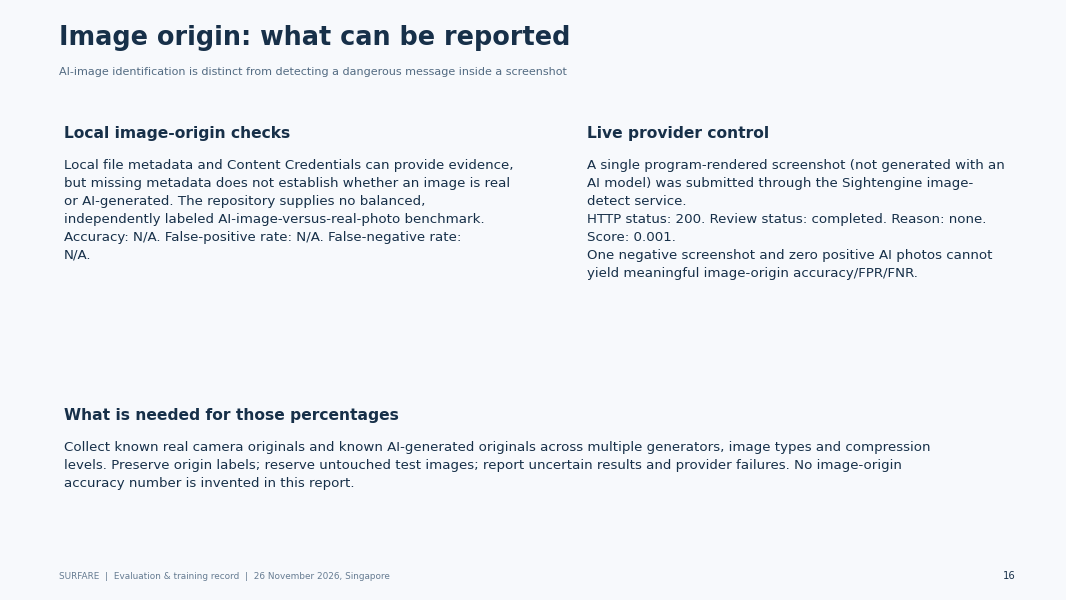 Image origin: what can be reported
AI-image identification is distinct from detecting a dangerous message inside a screenshot
Local image-origin checks
Local file metadata and Content Credentials can provide evidence,
but missing metadata does not establish whether an image is real
or AI-generated. The repository supplies no balanced,
independently labeled AI-image-versus-real-photo benchmark.
Accuracy: N/A. False-positive rate: N/A. False-negative rate:
N/A.
Live provider control
A single program-rendered screenshot (not generated with an
AI model) was submitted through the Sightengine image-
detect service.
HTTP status: 200. Review status: completed. Reason: none.
Score: 0.001.
One negative screenshot and zero positive AI photos cannot
yield meaningful image-origin accuracy/FPR/FNR.
What is needed for those percentages
Collect known real camera originals and known AI-generated originals across multiple generators, image types and compression
levels. Preserve origin labels; reserve untouched test images; report uncertain results and provider failures. No image-origin
accuracy number is invented in this report.
SURFARE | Evaluation & training record | 26 November 2026, Singapore
16